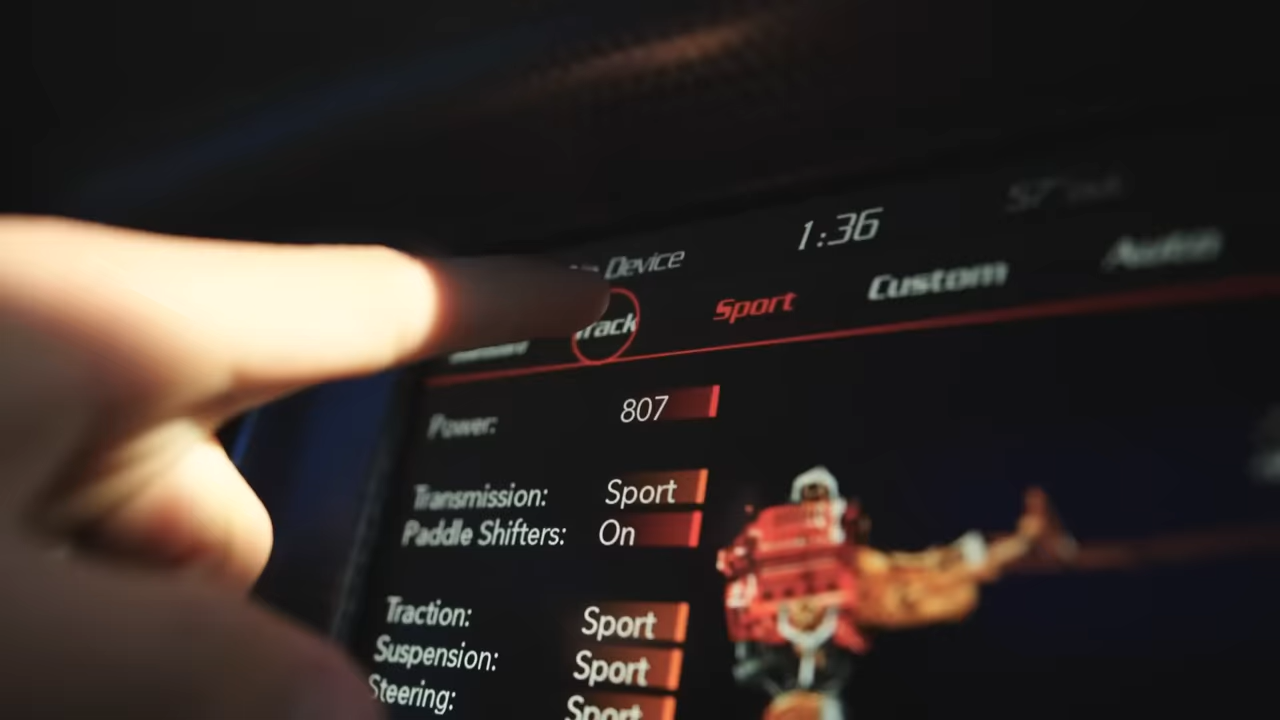 Device 1:36
Track Sport Custom Auto
Power: 807
Transmission: Sport
Paddle Shifters: On
Traction: Sport
Suspension: Sport
Steering: Sport